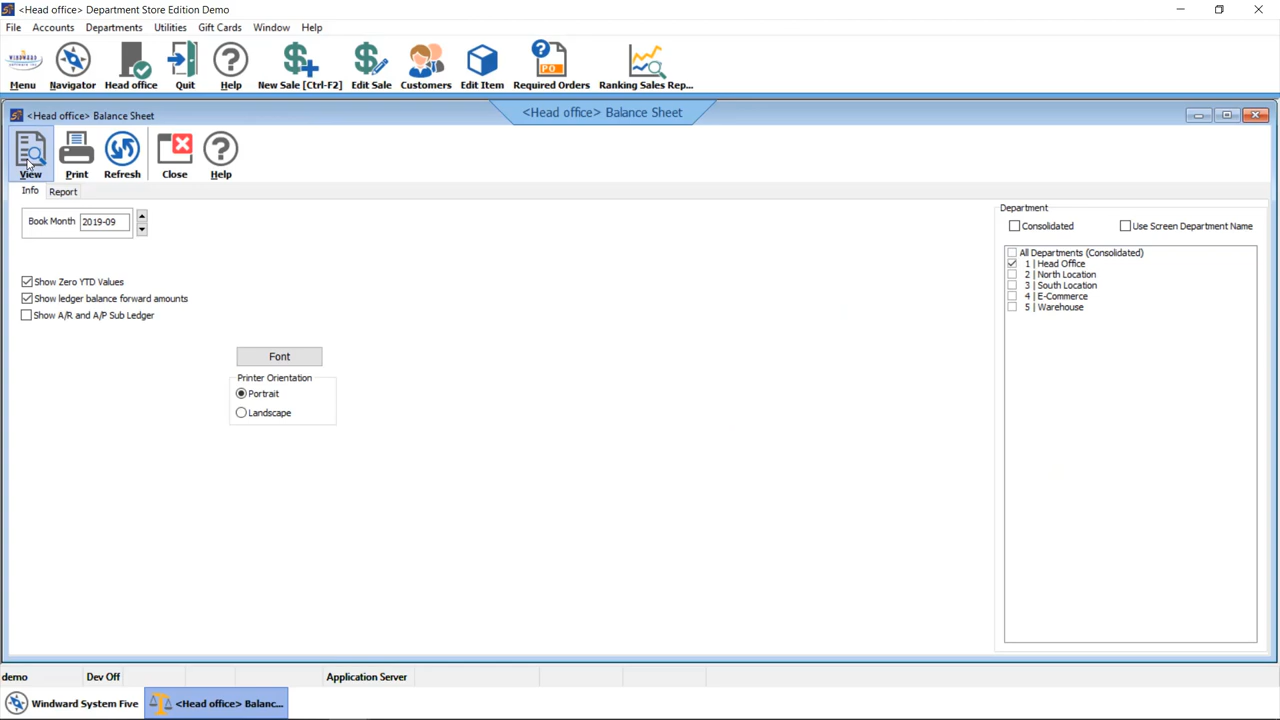 <Head office> Department Store Edition Demo
File Accounts Departments Utilities Gift Cards Window Help
WINDWARD
Menu Navigator Head office Quit Help New Sale [Ctrl-F2] Edit Sale Customers Edit Item Required Orders Ranking Sales Rep...
PO
<Head office> Balance Sheet
<Head office> Balance Sheet
View Print Refresh Close Help
Info Report
Book Month 2019-09
Show Zero YTD Values
Show ledger balance forward amounts
Show A/R and A/P Sub Ledger
Font
Printer Orientation
Portrait
Landscape
Department
Consolidated Use Screen Department Name
All Departments (Consolidated)
1 | Head Office
2 | North Location
3 | South Location
4 | E-Commerce
5 | Warehouse
demo Dev Off Application Server
Windward System Five <Head office> Balanc...